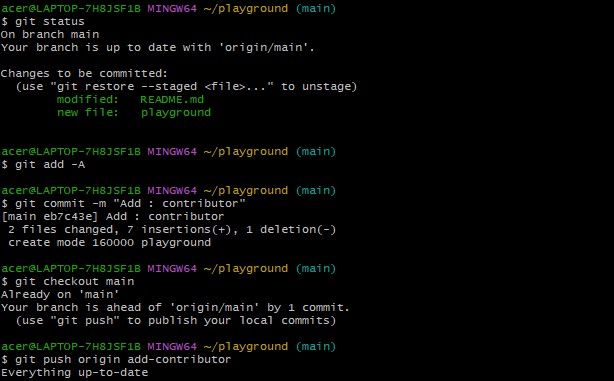 acer@LAPTOP-7H8JSF1B MINGW64 ~/playground (main)
$ git status
On branch main
Your branch is up to date with 'origin/main'.
Changes to be committed:
(use "git restore --staged <file>..." to unstage)
modified: README.md
new file: playground
acer@LAPTOP-7H8JSF1B MINGW64 ~/playground (main)
$ git add -A
acer@LAPTOP-7H8JSF1B MINGW64 ~/playground (main)
$ git commit -m "Add : contributor"
[main eb7c43e] Add : contributor
2 files changed, 7 insertions(+), 1 deletion(-)
create mode 160000 playground
acer@LAPTOP-7H8JSF1B MINGW64 ~/playground (main)
$ git checkout main
Already on 'main'
Your branch is ahead of 'origin/main' by 1 commit.
(use "git push" to publish your local commits)
acer@LAPTOP-7H8JSF1B MINGW64 ~/playground (main)
$ git push origin add-contributor
Everything up-to-date